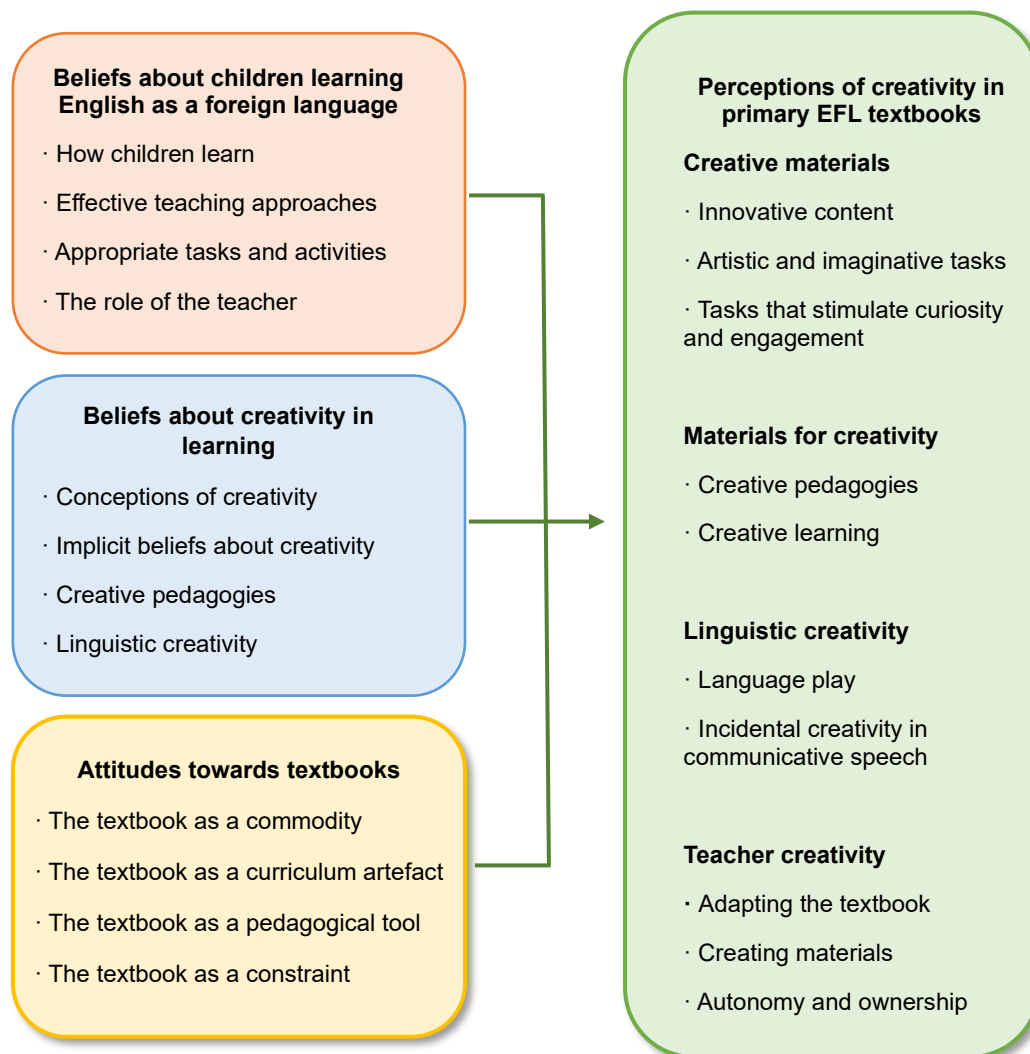 Beliefs about children learning
English as a foreign language
· How children learn
· Effective teaching approaches
· Appropriate tasks and activities
· The role of the teacher
Beliefs about creativity in
learning
· Conceptions of creativity
· Implicit beliefs about creativity
· Creative pedagogies
· Linguistic creativity
Attitudes towards textbooks
· The textbook as a commodity
· The textbook as a curriculum artefact
· The textbook as a pedagogical tool
· The textbook as a constraint
Perceptions of creativity in
primary EFL textbooks
Creative materials
· Innovative content
· Artistic and imaginative tasks
· Tasks that stimulate curiosity
and engagement
Materials for creativity
· Creative pedagogies
· Creative learning
Linguistic creativity
· Language play
· Incidental creativity in
communicative speech
Teacher creativity
· Adapting the textbook
· Creating materials
· Autonomy and ownership